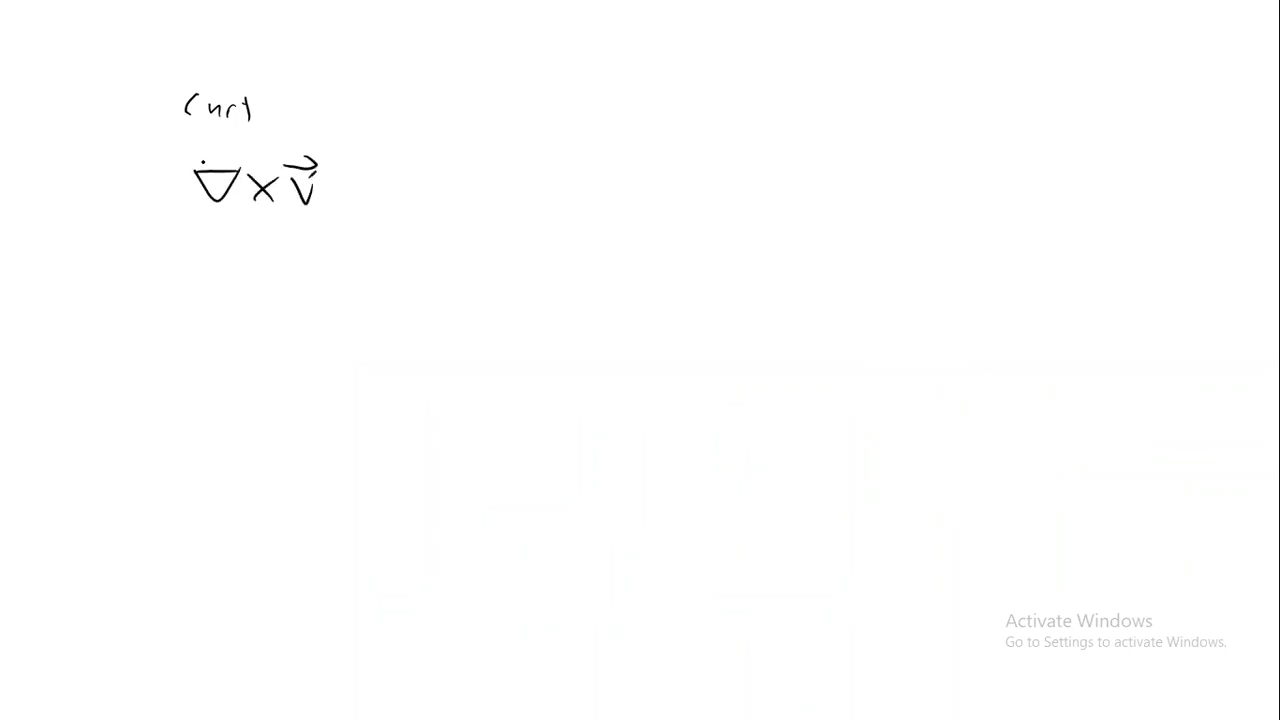 Curl
∇ × v⃗
Activate Windows
Go to Settings to activate Windows.